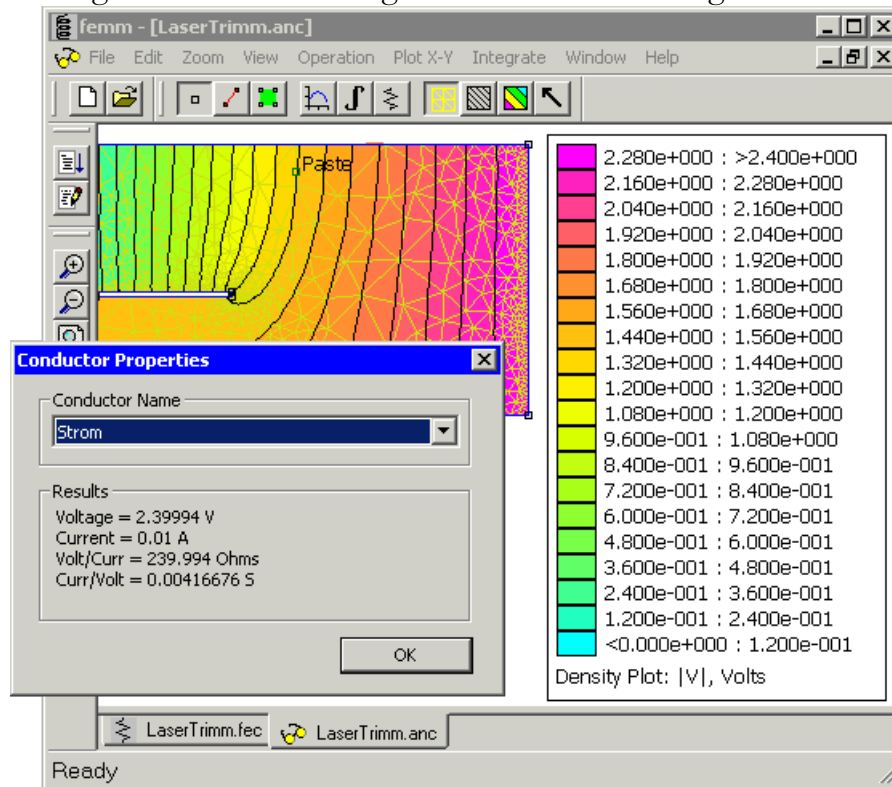 femm - [LaserTrimm.anc]
File Edit Zoom View Operation Plot X-Y Integrate Window Help
Paste
2.280e+000 : >2.400e+000
2.160e+000 : 2.280e+000
2.040e+000 : 2.160e+000
1.920e+000 : 2.040e+000
1.800e+000 : 1.920e+000
1.680e+000 : 1.800e+000
1.560e+000 : 1.680e+000
1.440e+000 : 1.560e+000
1.320e+000 : 1.440e+000
1.200e+000 : 1.320e+000
1.080e+000 : 1.200e+000
9.600e-001 : 1.080e+000
8.400e-001 : 9.600e-001
7.200e-001 : 8.400e-001
6.000e-001 : 7.200e-001
4.800e-001 : 6.000e-001
3.600e-001 : 4.800e-001
2.400e-001 : 3.600e-001
1.200e-001 : 2.400e-001
<0.000e+000 : 1.200e-001
Density Plot: |V|, Volts
Conductor Properties
Conductor Name
Strom
Results
Voltage = 2.39994 V
Current = 0.01 A
Volt/Curr = 239.994 Ohms
Curr/Volt = 0.00416676 S
OK
LaserTrimm.fec LaserTrimm.anc
Ready